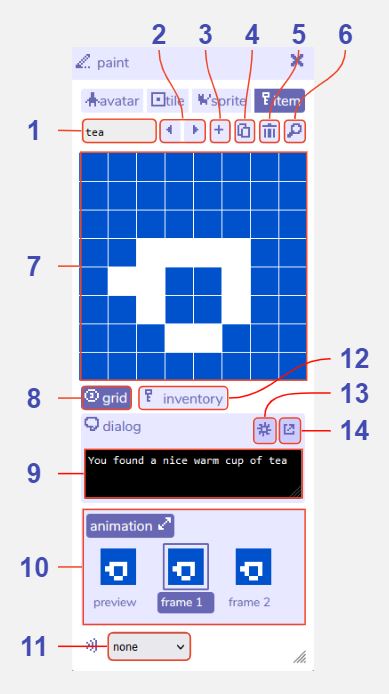 2 3 4 5 6
paint
avatar tile sprite item
1 tea
7
8 grid inventory 12
dialog 13
14
9 You found a nice warm cup of tea
animation
10
preview frame 1 frame 2
11 none